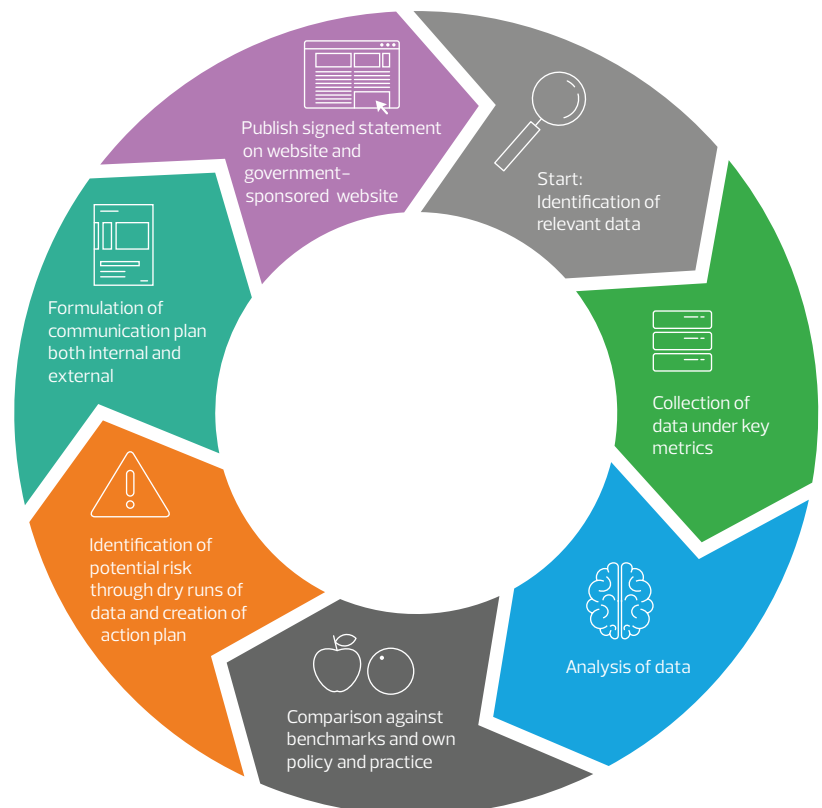 Start:
Identification of
relevant data
Collection of
data under key
metrics
Analysis of data
Comparison against
benchmarks and own
policy and practice
Identification of
potential risk
through dry runs of
data and creation of
action plan
Formulation of
communication plan
both internal and
external
Publish signed statement
on website and
government-
sponsored website